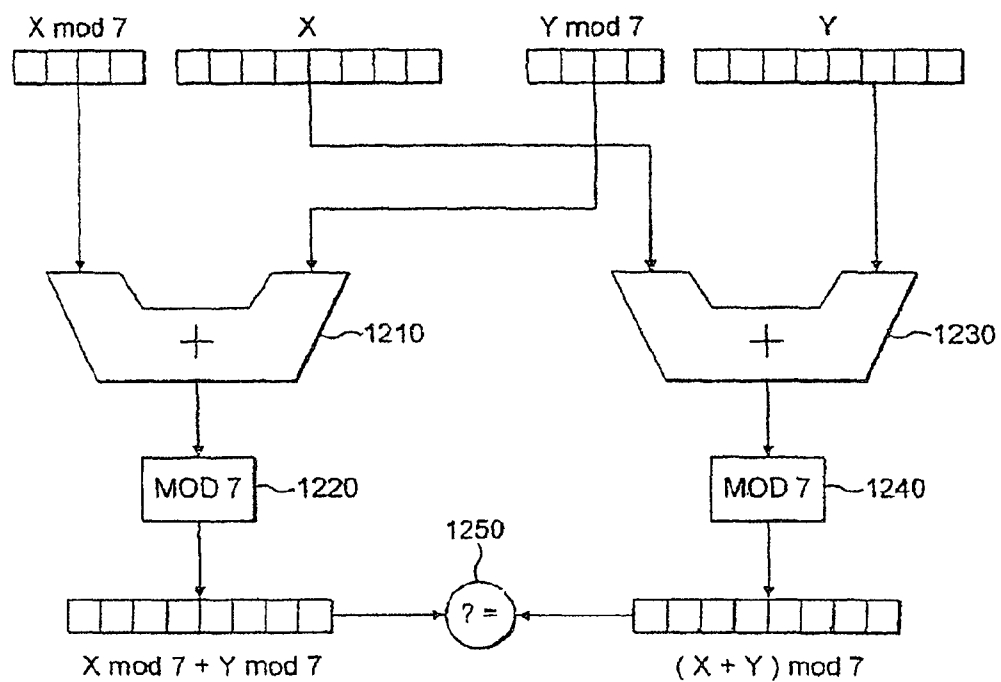 X mod 7
X
Y mod 7
Y
+
1210
+
1230
MOD 7
1220
MOD 7
1240
1250
? =
X mod 7 + Y mod 7
( X + Y ) mod 7